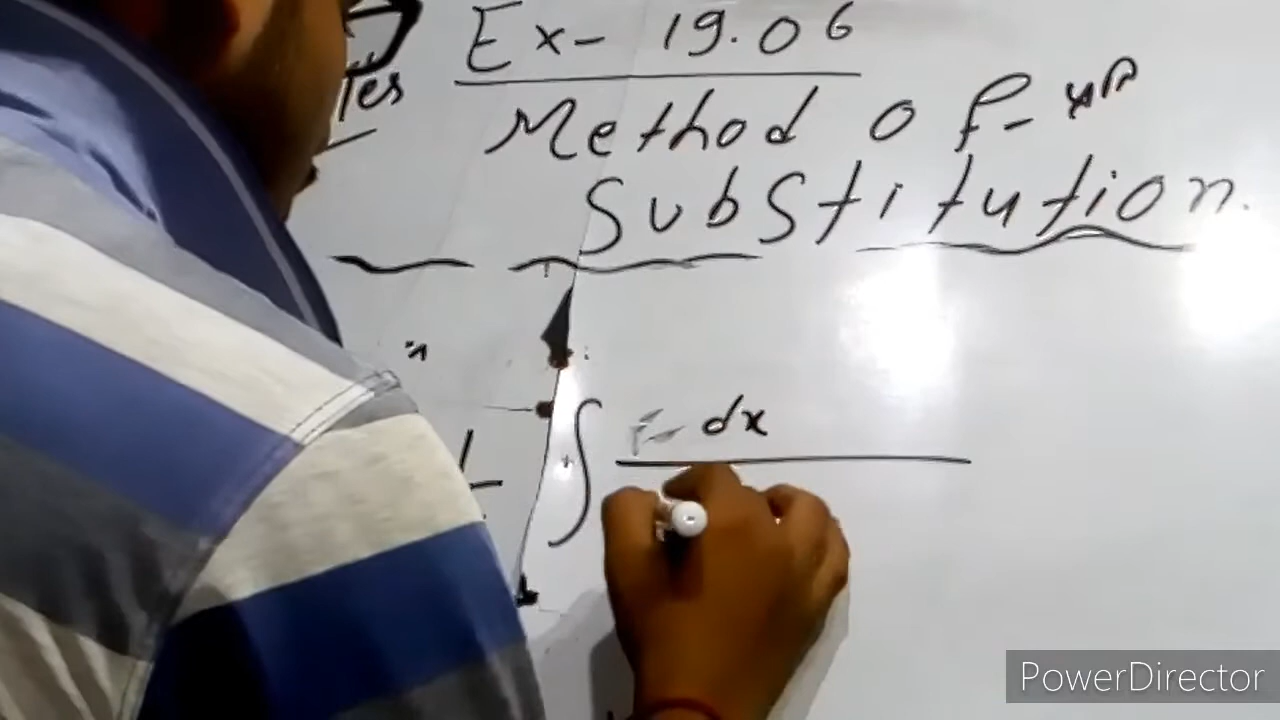 Ex- 19.06
Method of-
Substitution.
∫ dx
PowerDirector